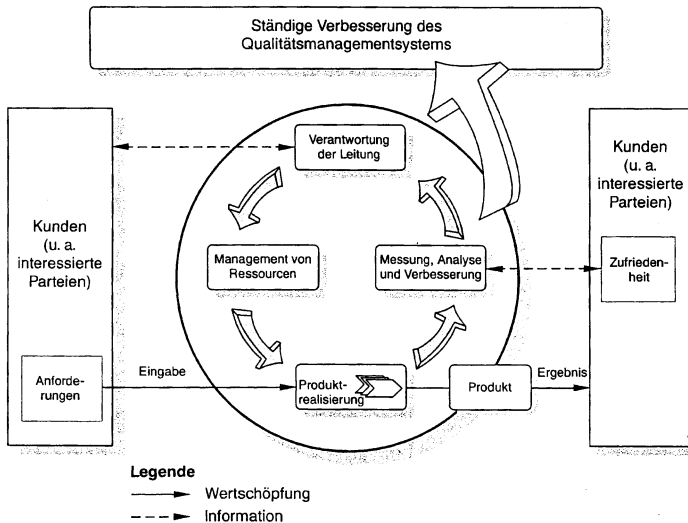 Ständige Verbesserung des
Qualitätsmanagementsystems
Verantwortung
der Leitung
Kunden
(u. a.
interessierte
Parteien)
Kunden
(u. a.
interessierte
Parteien)
Management von
Ressourcen
Messung, Analyse
und Verbesserung
Zufrieden-
heit
Anforde-
rungen
Eingabe
Produkt-
realisierung
Produkt
Ergebnis
Legende
Wertschöpfung
Information